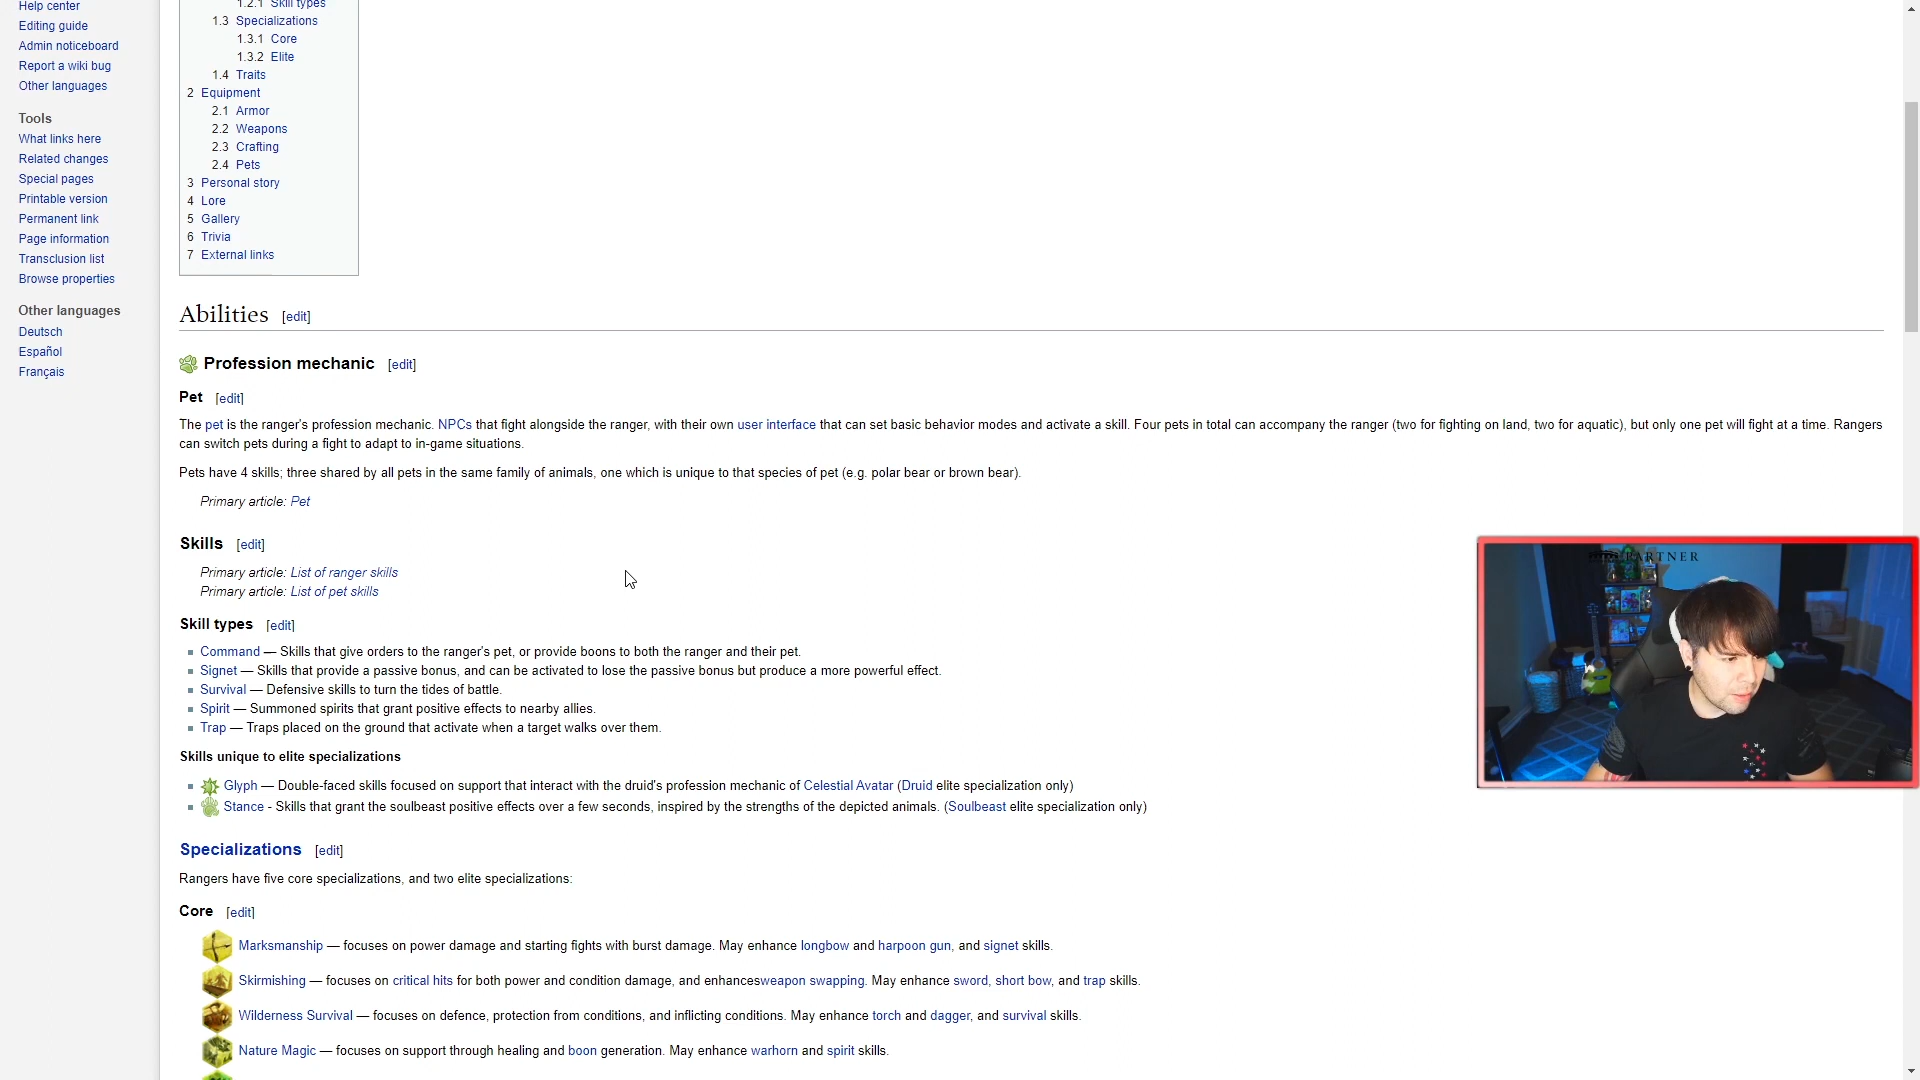 Help center
Editing guide
Admin noticeboard
Report a wiki bug
Other languages
Tools
What links here
Related changes
Special pages
Printable version
Permanent link
Page information
Transclusion list
Browse properties
Other languages
Deutsch
Español
Français
1.2.1 Skill types
1.3 Specializations
1.3.1 Core
1.3.2 Elite
1.4 Traits
2 Equipment
2.1 Armor
2.2 Weapons
2.3 Crafting
2.4 Pets
3 Personal story
4 Lore
5 Gallery
6 Trivia
7 External links
Abilities [edit]
Profession mechanic [edit]
Pet [edit]
The pet is the ranger's profession mechanic. NPCs that fight alongside the ranger, with their own user interface that can set basic behavior modes and activate a skill. Four pets in total can accompany the ranger (two for fighting on land, two for aquatic), but only one pet will fight at a time. Rangers
can switch pets during a fight to adapt to in-game situations.
Pets have 4 skills; three shared by all pets in the same family of animals, one which is unique to that species of pet (e.g. polar bear or brown bear).
Primary article: Pet
Skills [edit]
Primary article: List of ranger skills
Primary article: List of pet skills
Skill types [edit]
Command — Skills that give orders to the ranger's pet, or provide boons to both the ranger and their pet.
Signet — Skills that provide a passive bonus, and can be activated to lose the passive bonus but produce a more powerful effect.
Survival — Defensive skills to turn the tides of battle.
Spirit — Summoned spirits that grant positive effects to nearby allies.
Trap — Traps placed on the ground that activate when a target walks over them.
Skills unique to elite specializations
Glyph — Double-faced skills focused on support that interact with the druid's profession mechanic of Celestial Avatar (Druid elite specialization only)
Stance - Skills that grant the soulbeast positive effects over a few seconds, inspired by the strengths of the depicted animals. (Soulbeast elite specialization only)
Specializations [edit]
Rangers have five core specializations, and two elite specializations:
Core [edit]
Marksmanship — focuses on power damage and starting fights with burst damage. May enhance longbow and harpoon gun, and signet skills.
Skirmishing — focuses on critical hits for both power and condition damage, and enhancesweapon swapping. May enhance sword, short bow, and trap skills.
Wilderness Survival — focuses on defence, protection from conditions, and inflicting conditions. May enhance torch and dagger, and survival skills.
Nature Magic — focuses on support through healing and boon generation. May enhance warhorn and spirit skills.
PARTNER